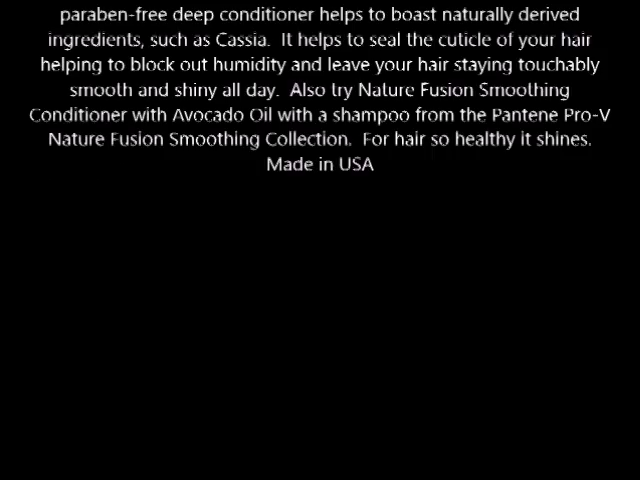 paraben-free deep conditioner helps to boast naturally derived
ingredients, such as Cassia.  It helps to seal the cuticle of your hair
helping to block out humidity and leave your hair staying touchably
smooth and shiny all day.  Also try Nature Fusion Smoothing
Conditioner with Avocado Oil with a shampoo from the Pantene Pro-V
Nature Fusion Smoothing Collection.  For hair so healthy it shines.
Made in USA